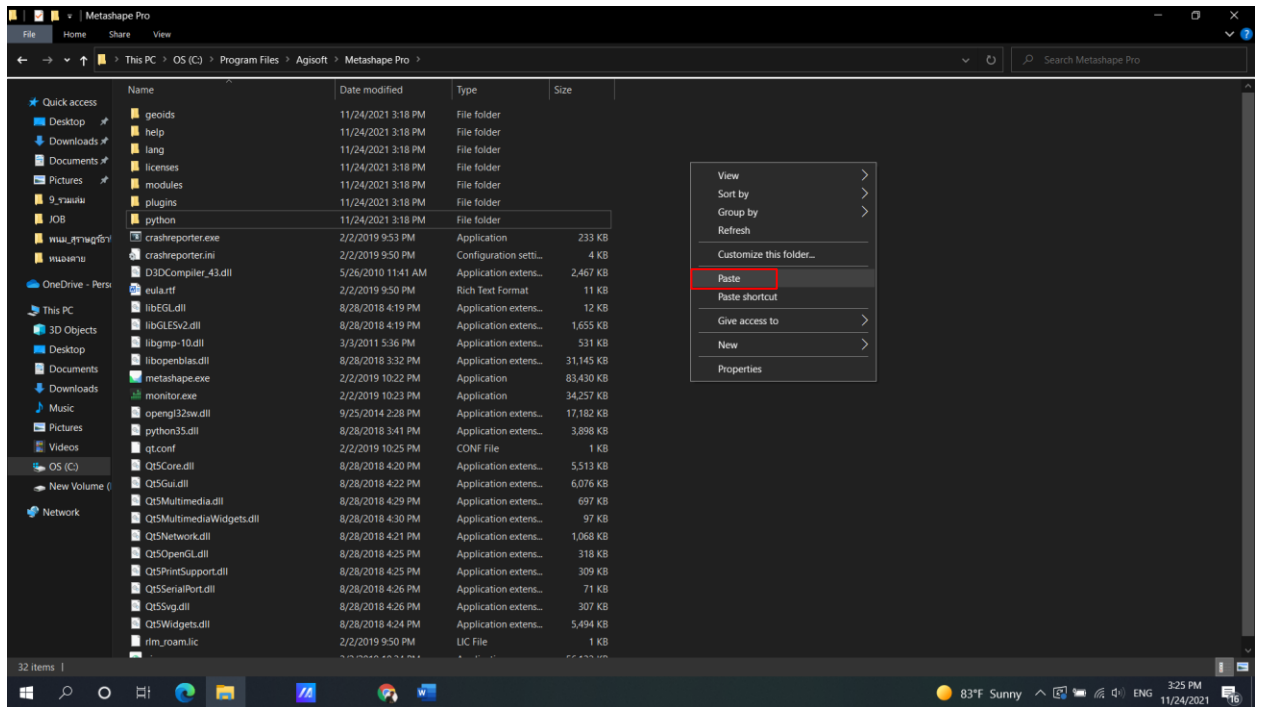 Metashape Pro
File Home Share View
This PC > OS (C:) > Program Files > Agisoft > Metashape Pro >
Search Metashape Pro
Name Date modified Type Size
Quick access
Desktop
Downloads
Documents
Pictures
9_รวมเล่ม
JOB
หนองคาย
OneDrive - Perso
This PC
3D Objects
Desktop
Documents
Downloads
Music
Pictures
Videos
OS (C:)
New Volume (
Network
geoids 11/24/2021 3:18 PM File folder
help 11/24/2021 3:18 PM File folder
lang 11/24/2021 3:18 PM File folder
licenses 11/24/2021 3:18 PM File folder
modules 11/24/2021 3:18 PM File folder
plugins 11/24/2021 3:18 PM File folder
python 11/24/2021 3:18 PM File folder
crashreporter.exe 2/2/2019 9:53 PM Application 233 KB
crashreporter.ini 2/2/2019 9:50 PM Configuration setti... 4 KB
D3DCompiler_43.dll 5/26/2010 11:41 AM Application extens... 2,467 KB
eula.rtf 2/2/2019 9:50 PM Rich Text Format 11 KB
libEGL.dll 8/28/2018 4:19 PM Application extens... 12 KB
libGLESv2.dll 8/28/2018 4:19 PM Application extens... 1,655 KB
libgmp-10.dll 3/3/2011 5:36 PM Application extens... 531 KB
libopenblas.dll 8/28/2018 3:32 PM Application extens... 31,145 KB
metashape.exe 2/2/2019 10:22 PM Application 83,430 KB
monitor.exe 2/2/2019 10:23 PM Application 34,257 KB
opengl32sw.dll 9/25/2014 2:28 PM Application extens... 17,182 KB
python35.dll 8/28/2018 3:41 PM Application extens... 3,898 KB
qt.conf 2/2/2019 10:25 PM CONF File 1 KB
Qt5Core.dll 8/28/2018 4:20 PM Application extens... 5,513 KB
Qt5Gui.dll 8/28/2018 4:22 PM Application extens... 6,076 KB
Qt5Multimedia.dll 8/28/2018 4:29 PM Application extens... 697 KB
Qt5MultimediaWidgets.dll 8/28/2018 4:30 PM Application extens... 97 KB
Qt5Network.dll 8/28/2018 4:21 PM Application extens... 1,068 KB
Qt5OpenGL.dll 8/28/2018 4:25 PM Application extens... 318 KB
Qt5PrintSupport.dll 8/28/2018 4:25 PM Application extens... 309 KB
Qt5SerialPort.dll 8/28/2018 4:26 PM Application extens... 71 KB
Qt5Svg.dll 8/28/2018 4:26 PM Application extens... 307 KB
Qt5Widgets.dll 8/28/2018 4:24 PM Application extens... 5,494 KB
rlm_roam.lic 2/2/2019 9:50 PM LIC File 1 KB
View
Sort by
Group by
Refresh
Customize this folder...
Paste
Paste shortcut
Give access to
New
Properties
32 items
83°F Sunny ENG 3:25 PM
11/24/2021
16